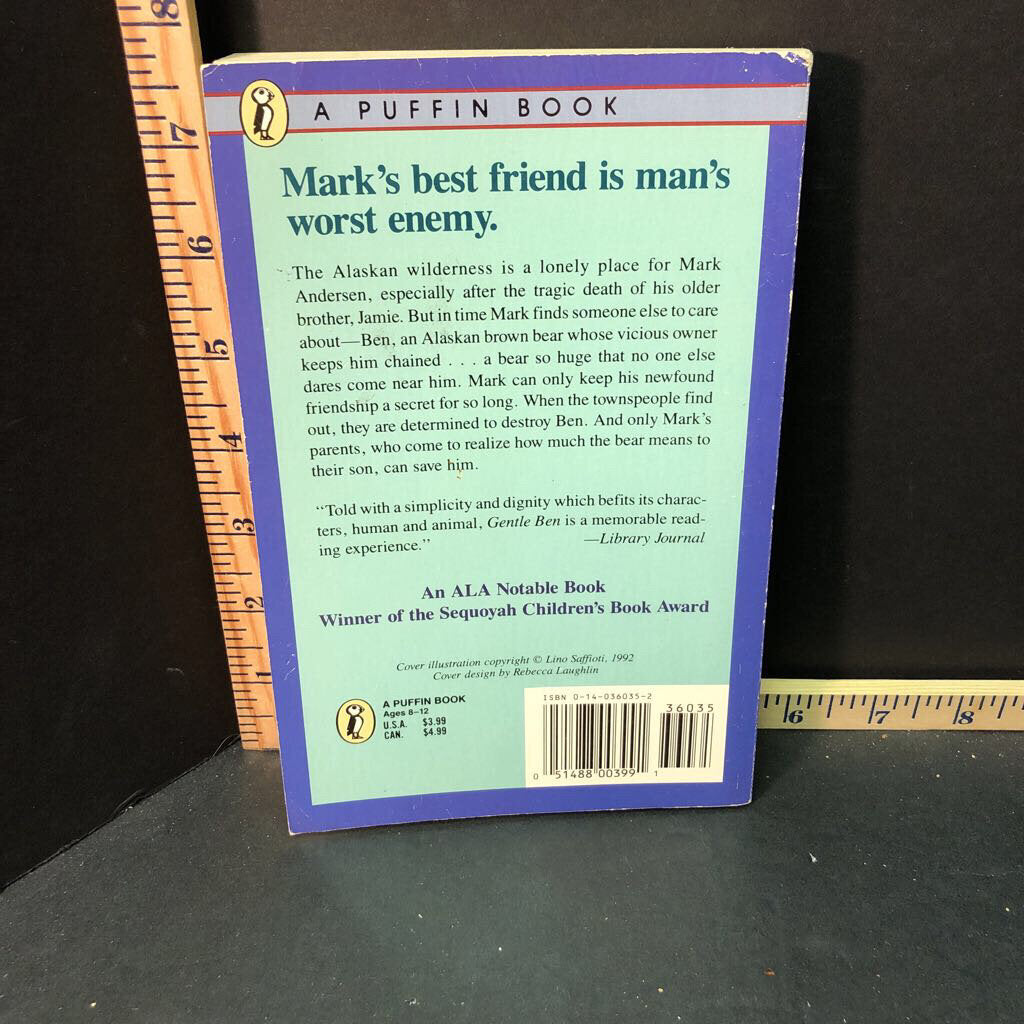 A PUFFIN BOOK
Mark's best friend is man's
worst enemy.
The Alaskan wilderness is a lonely place for Mark
Andersen, especially after the tragic death of his older
brother, Jamie. But in time Mark finds someone else to care
about—Ben, an Alaskan brown bear whose vicious owner
keeps him chained . . . a bear so huge that no one else
dares come near him. Mark can only keep his newfound
friendship a secret for so long. When the townspeople find
out, they are determined to destroy Ben. And only Mark's
parents, who come to realize how much the bear means to
their son, can save him.
"Told with a simplicity and dignity which befits its charac-
ters, human and animal, Gentle Ben is a memorable read-
ing experience." —Library Journal
An ALA Notable Book
Winner of the Sequoyah Children's Book Award
Cover illustration copyright © Lino Saffioti, 1992
Cover design by Rebecca Laughlin
A PUFFIN BOOK
Ages 8–12
U.S.A. $3.99
CAN. $4.99
ISBN 0-14-036035-2
36035
0 51488 00399 1
8
7
6
5
4
3
2
1
6 7 8